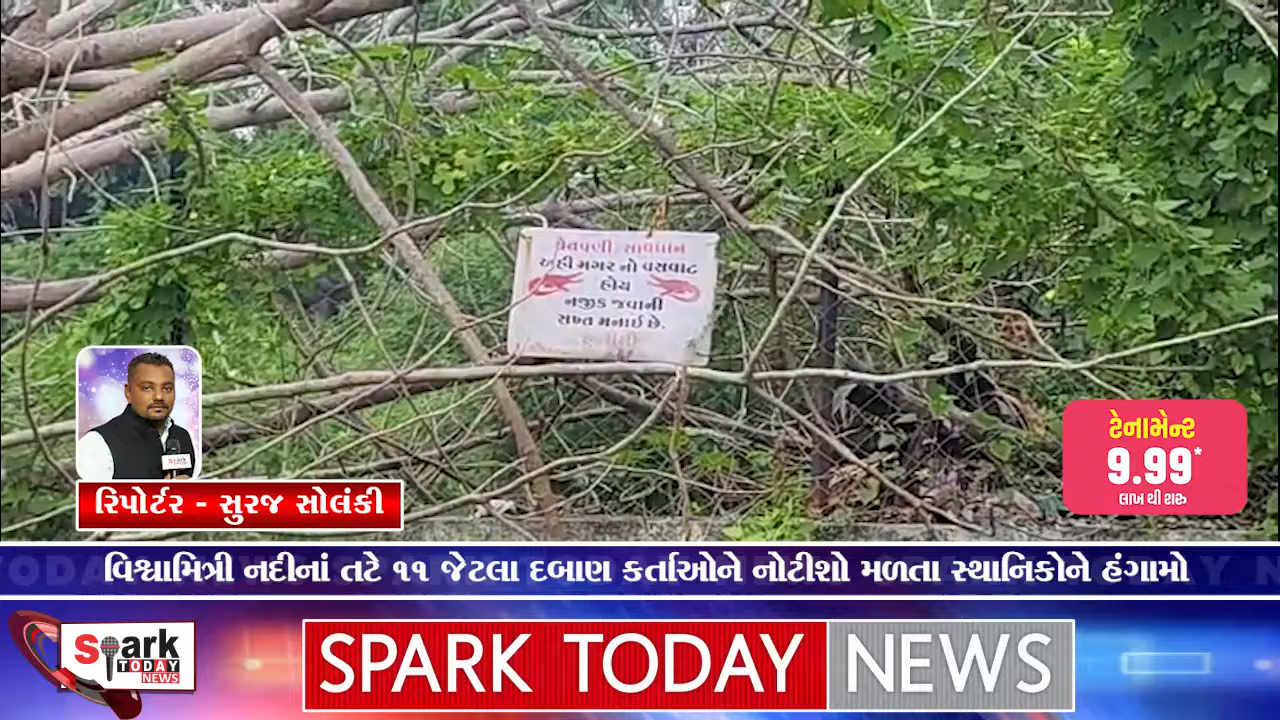 ચેતવણી સાવધાન
અહી મગર નો વસવાટ
હોય
નજીક જવાની
સખ્ત મનાઈ છે.
ટેનામેન્ટ
9.99*
લાખ થી શરુ
રિપોર્ટર - સુરજ સોલંકી
વિશ્વામિત્રી નદીનાં તટે ૧૧ જેટલા દબાણ કર્તાઓને નોટીશો મળતા સ્થાનિકોને હંગામો
Spark
TODAY
NEWS
SPARK TODAY NEWS